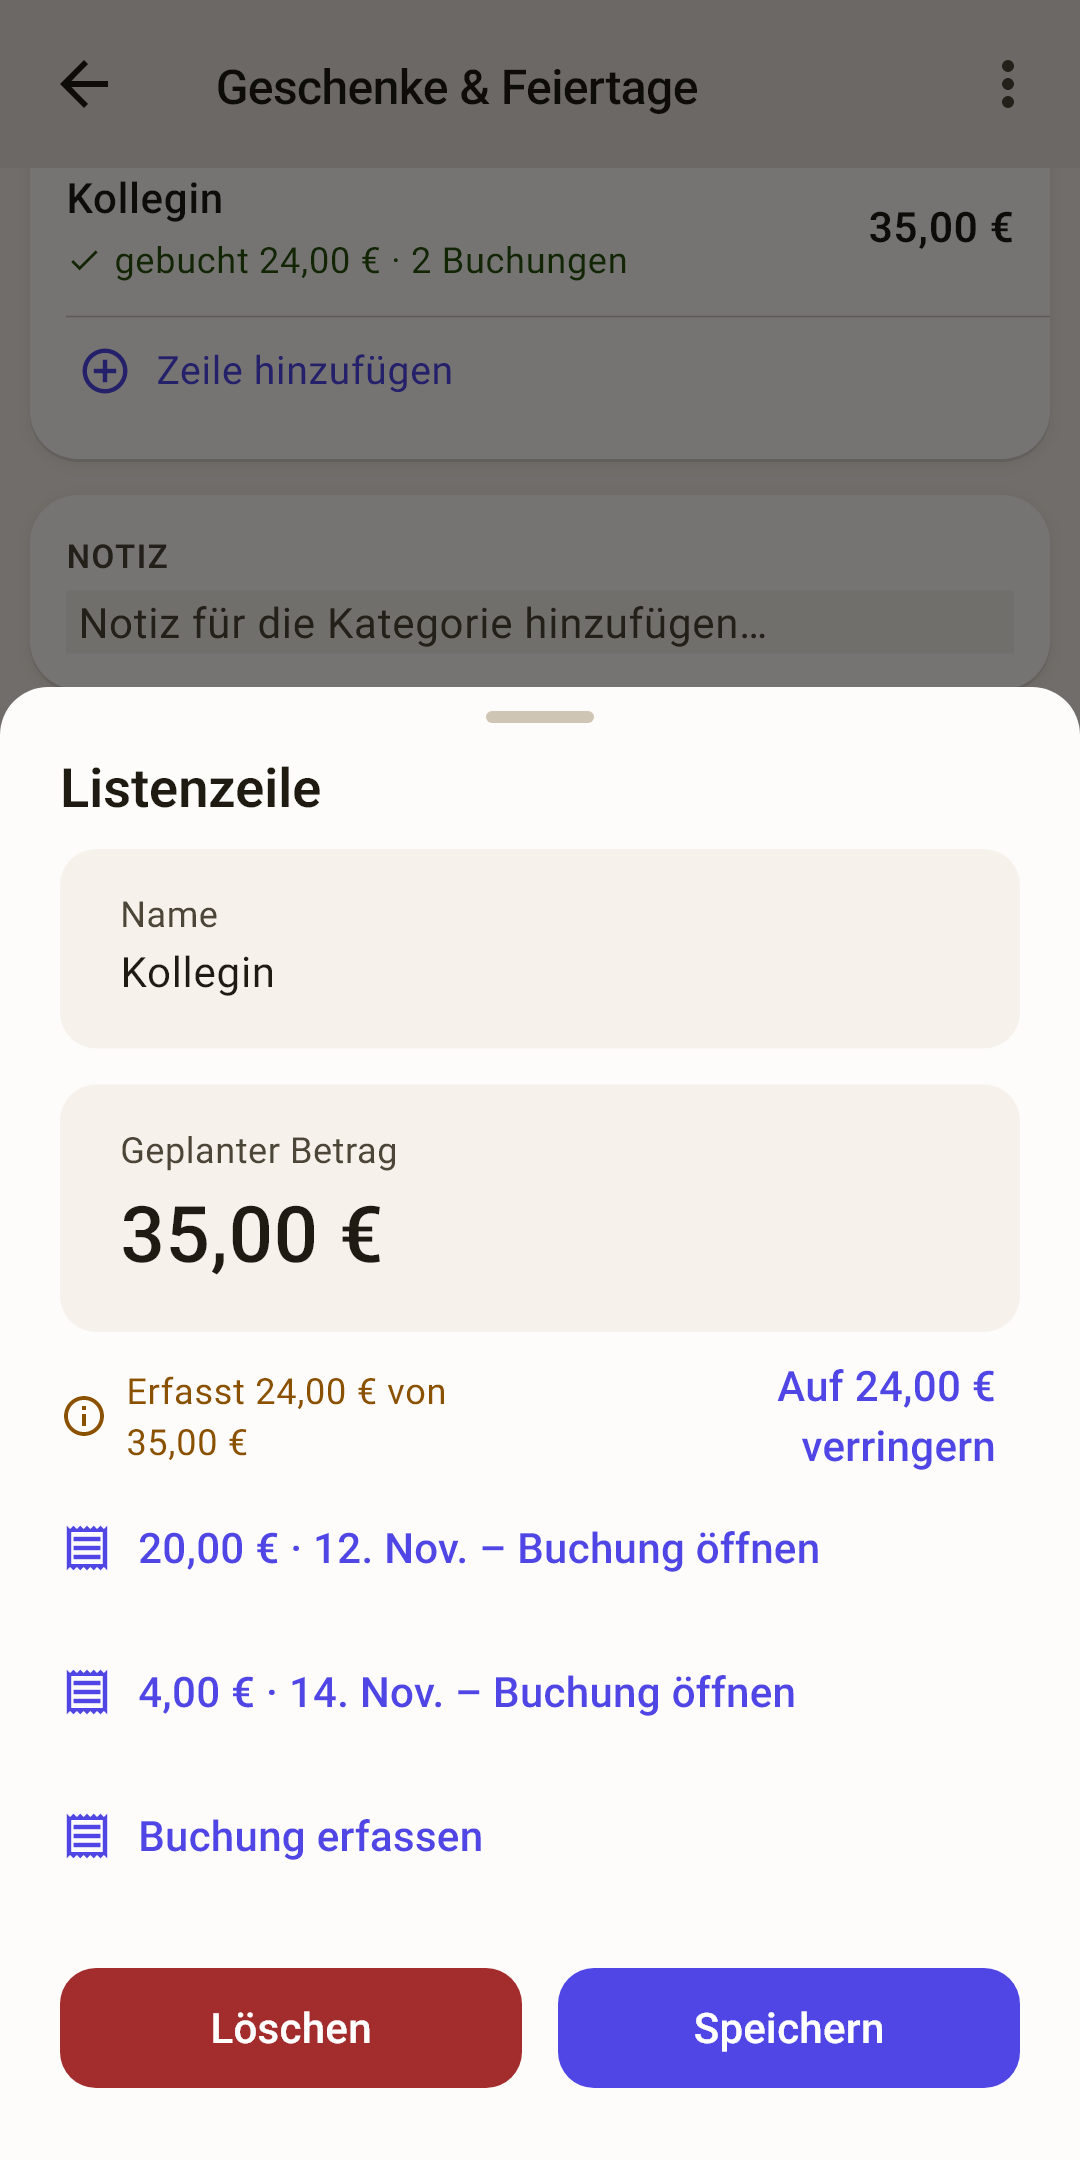 Geschenke & Feiertage
Kollegin
35,00 €
gebucht 24,00 € · 2 Buchungen
Zeile hinzufügen
NOTIZ
Notiz für die Kategorie hinzufügen…
Listenzeile
Name
Kollegin
Geplanter Betrag
35,00 €
Erfasst 24,00 € von
35,00 €
Auf 24,00 €
verringern
20,00 € · 12. Nov. – Buchung öffnen
4,00 € · 14. Nov. – Buchung öffnen
Buchung erfassen
Löschen
Speichern